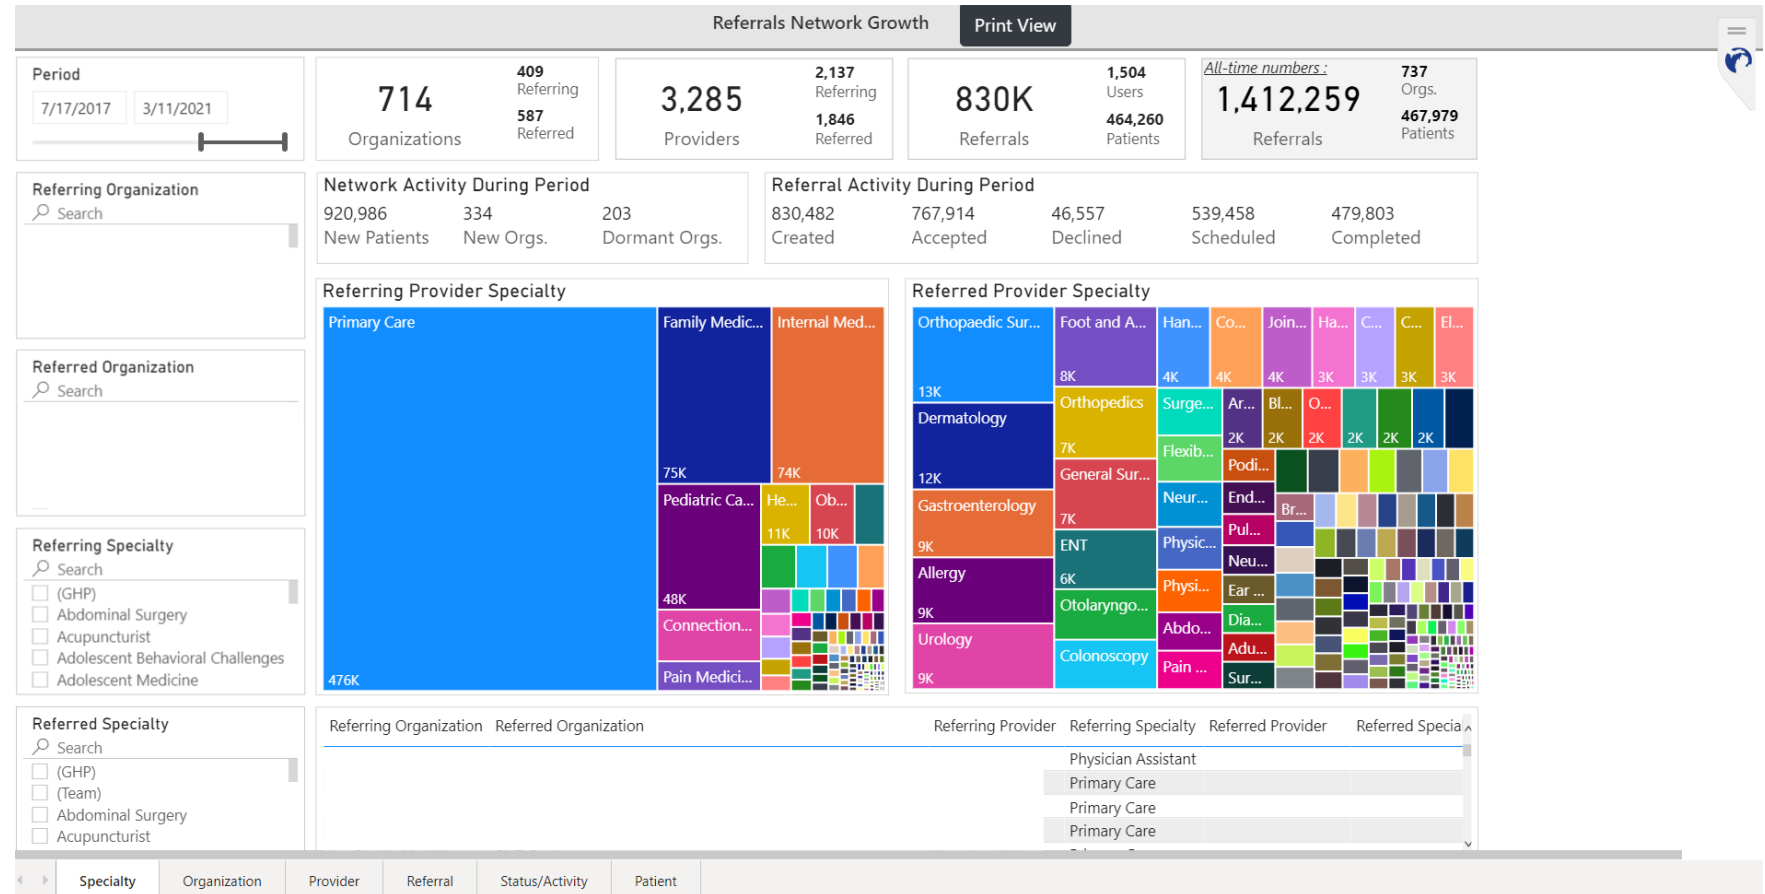 Referrals Network Growth
Print View
Period
7/17/2017
3/11/2021
714
Organizations
409
Referring
587
Referred
3,285
Providers
2,137
Referring
1,846
Referred
830K
Referrals
1,504
Users
464,260
Patients
All-time numbers :
1,412,259
Referrals
737
Orgs.
467,979
Patients
Referring Organization
Search
Network Activity During Period
920,986 334 203
New Patients New Orgs. Dormant Orgs.
Referral Activity During Period
830,482 767,914 46,557 539,458 479,803
Created Accepted Declined Scheduled Completed
Referred Organization
Search
Referring Specialty
Search
(GHP)
Abdominal Surgery
Acupuncturist
Adolescent Behavioral Challenges
Adolescent Medicine
Referred Specialty
Search
(GHP)
(Team)
Abdominal Surgery
Acupuncturist
Referring Provider Specialty
Primary Care
476K
Family Medic...
75K
Internal Med...
74K
Pediatric Ca...
48K
He...
11K
Ob...
10K
Connection...
Pain Medici...
Referred Provider Specialty
Orthopaedic Sur...
13K
Dermatology
12K
Gastroenterology
9K
Allergy
9K
Urology
9K
Foot and A...
8K
Orthopedics
7K
General Sur...
7K
ENT
6K
Otolaryngo...
Colonoscopy
Han...
4K
Co...
4K
Join...
4K
Ha...
3K
C...
3K
C...
3K
El...
3K
Surge...
Flexib...
Neur...
Physic...
Physi...
Abdo...
Pain ...
Ar...
2K
Bl...
2K
O...
2K
2K
2K
2K
Podi...
End...
Pul...
Neu...
Ear ...
Dia...
Adu...
Sur...
Br...
Referring Organization Referred Organization Referring Provider Referring Specialty Referred Provider Referred Specia
Physician Assistant
Primary Care
Primary Care
Primary Care
Specialty Organization Provider Referral Status/Activity Patient